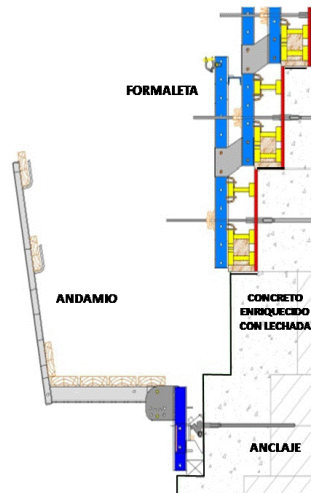 FORMALETA
ANDAMIO
CONCRETO
ENRIQUECIDO
CON LECHADA
ANCLAJE